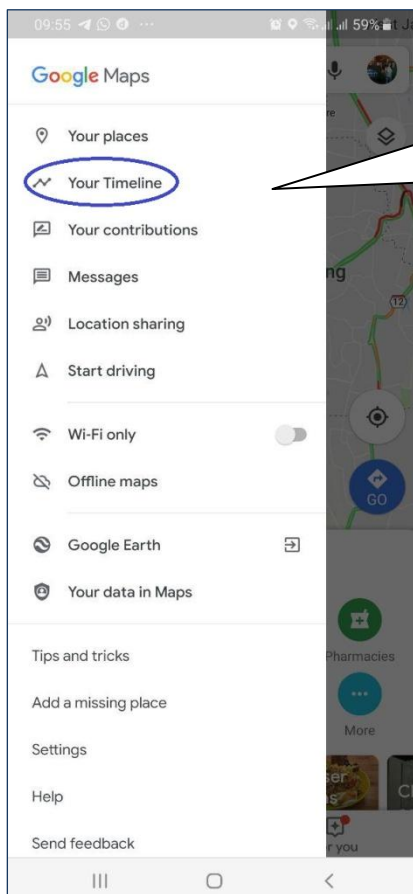 09:55 59%
Google Maps
Your places
Your Timeline
Your contributions
Messages
Location sharing
Start driving
Wi-Fi only
Offline maps
Google Earth
Your data in Maps
Tips and tricks
Add a missing place
Settings
Help
Send feedback
ng
12
GO
Pharmacies
More